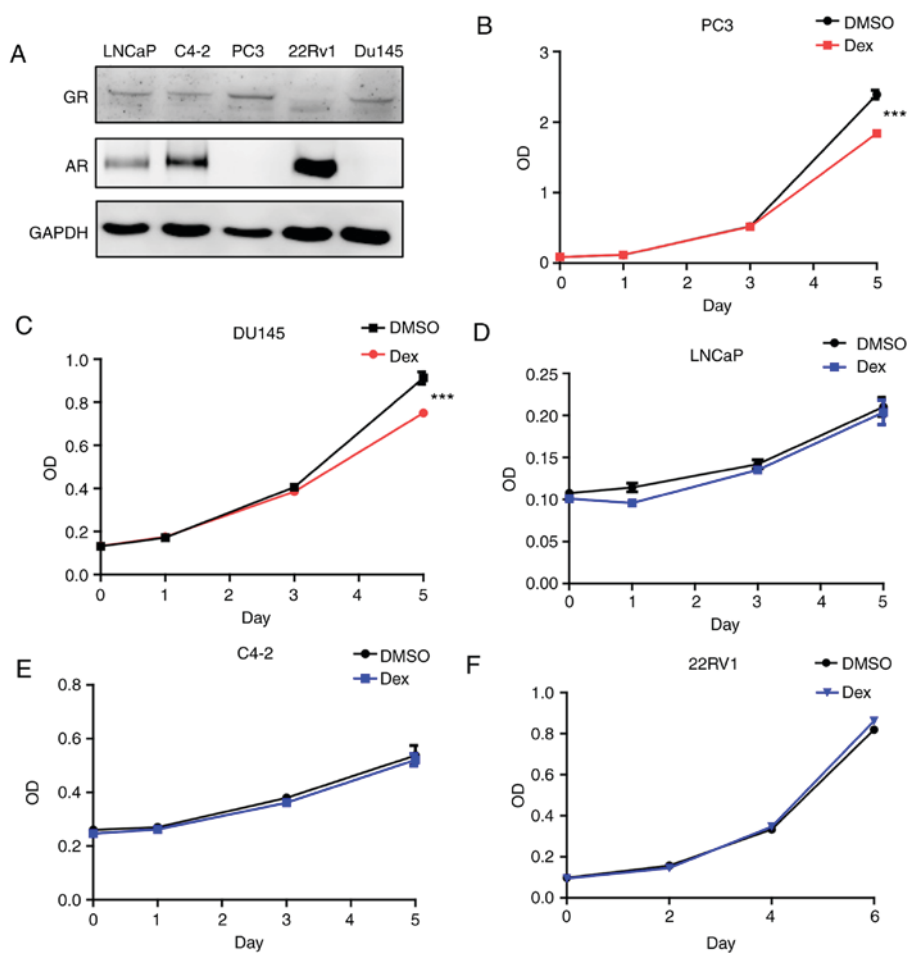 A
LNCaP C4-2 PC3 22Rv1 Du145
GR
AR
GAPDH
B
PC3
DMSO
Dex
3
2
1
0
OD
***
0 1 2 3 4 5
Day
C
DU145
DMSO
Dex
1.0
0.8
0.6
0.4
0.2
0.0
OD
***
0 1 2 3 4 5
Day
D
LNCaP
DMSO
Dex
0.25
0.20
0.15
0.10
0.05
0.00
OD
0 1 2 3 4 5
Day
E
C4-2
DMSO
Dex
0.8
0.6
0.4
0.2
0.0
OD
0 1 2 3 4 5
Day
F
22RV1
DMSO
Dex
1.0
0.8
0.6
0.4
0.2
0.0
OD
0 2 4 6
Day